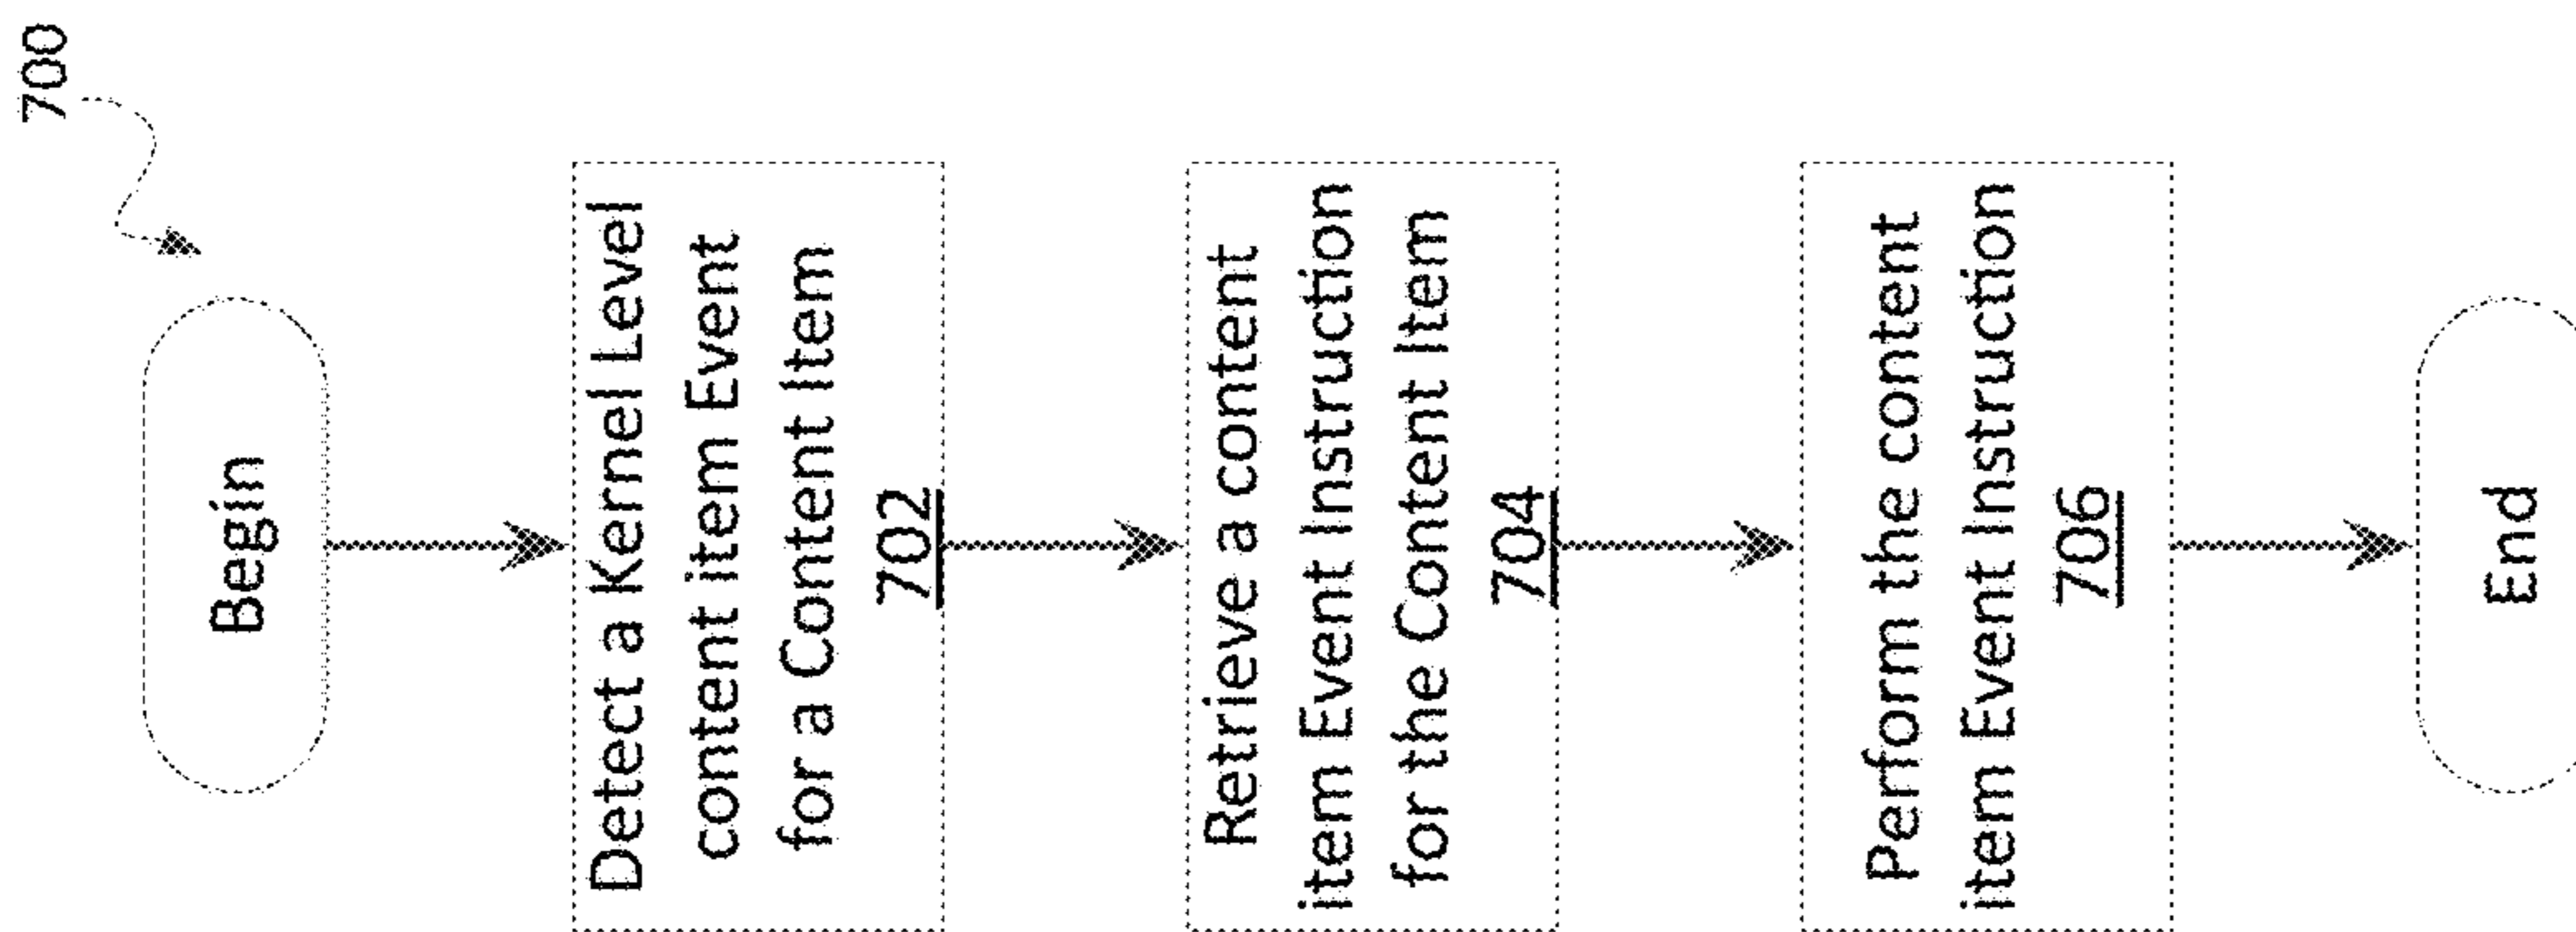 700
Begin
Detect a Kernel Level
content item Event
for a Content Item
702
Retrieve a content
item Event Instruction
for the Content Item
704
Perform the content
item Event Instruction
706
End